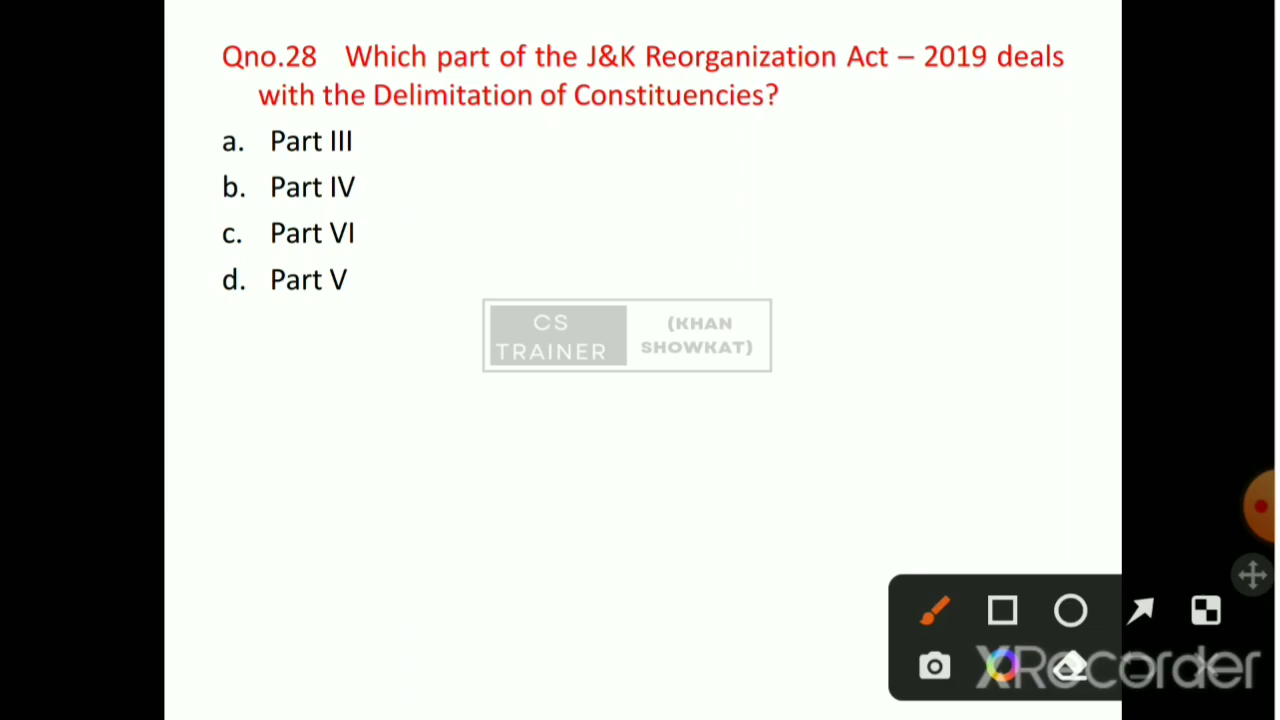 Qno.28 Which part of the J&K Reorganization Act – 2019 deals
with the Delimitation of Constituencies?
a. Part III
b. Part IV
c. Part VI
d. Part V
CS TRAINER
(KHAN SHOWKAT)
XRecorder